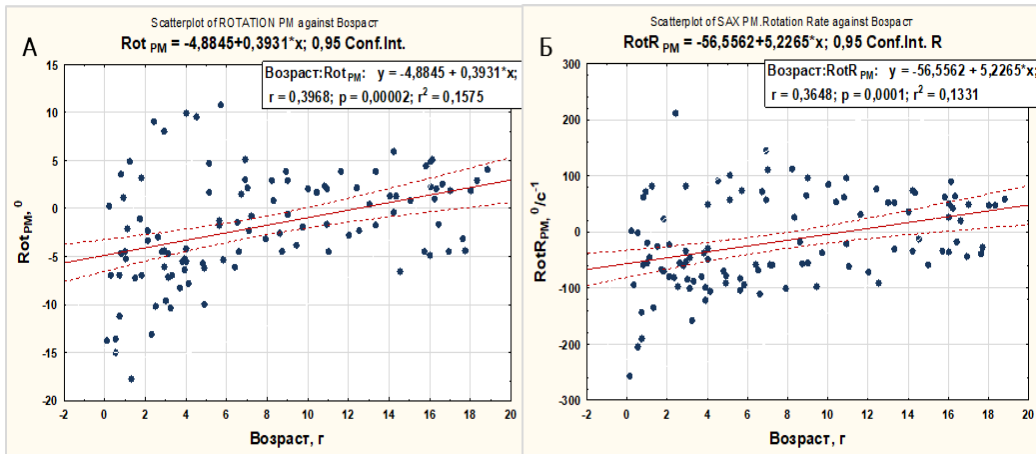 Scatterplot of ROTATION PM against Возраст
А
Rot PM = -4,8845+0,3931*x; 0,95 Conf.Int.
Возраст:Rot PM: y = -4,8845 + 0,3931*x;
r = 0,3968; p = 0,00002; r² = 0,1575
15
10
5
0
-5
-10
-15
-20
Rot PM, 0
-2 0 2 4 6 8 10 12 14 16 18 20
Возраст, г
Scatterplot of SAX PM.Rotation Rate against Возраст
Б
RotR PM = -56,5562+5,2265*x; 0,95 Conf.Int. R
Возраст:RotR PM: y = -56,5562 + 5,2265*x;
r = 0,3648; p = 0,0001; r² = 0,1331
300
200
100
0
-100
-200
-300
RotR PM, 0/c-1
-2 0 2 4 6 8 10 12 14 16 18 20
Возраст, г